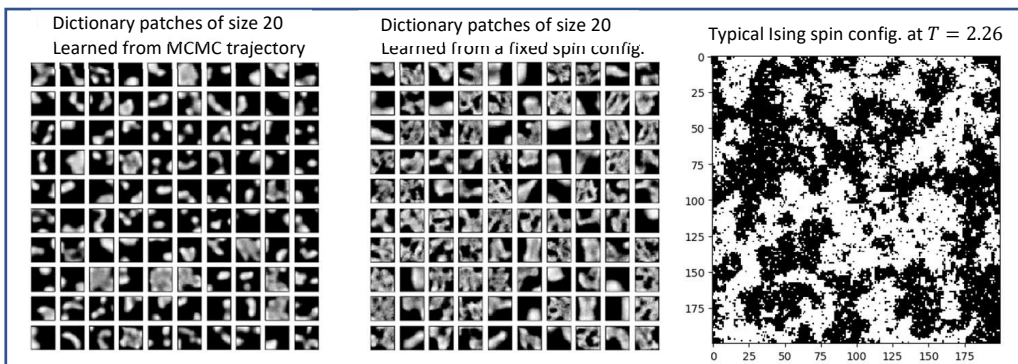 Dictionary patches of size 20
Learned from MCMC trajectory
Dictionary patches of size 20
Learned from a fixed spin config.
Typical Ising spin config. at T = 2.26
0
25
50
75
100
125
150
175
0 25 50 75 100 125 150 175